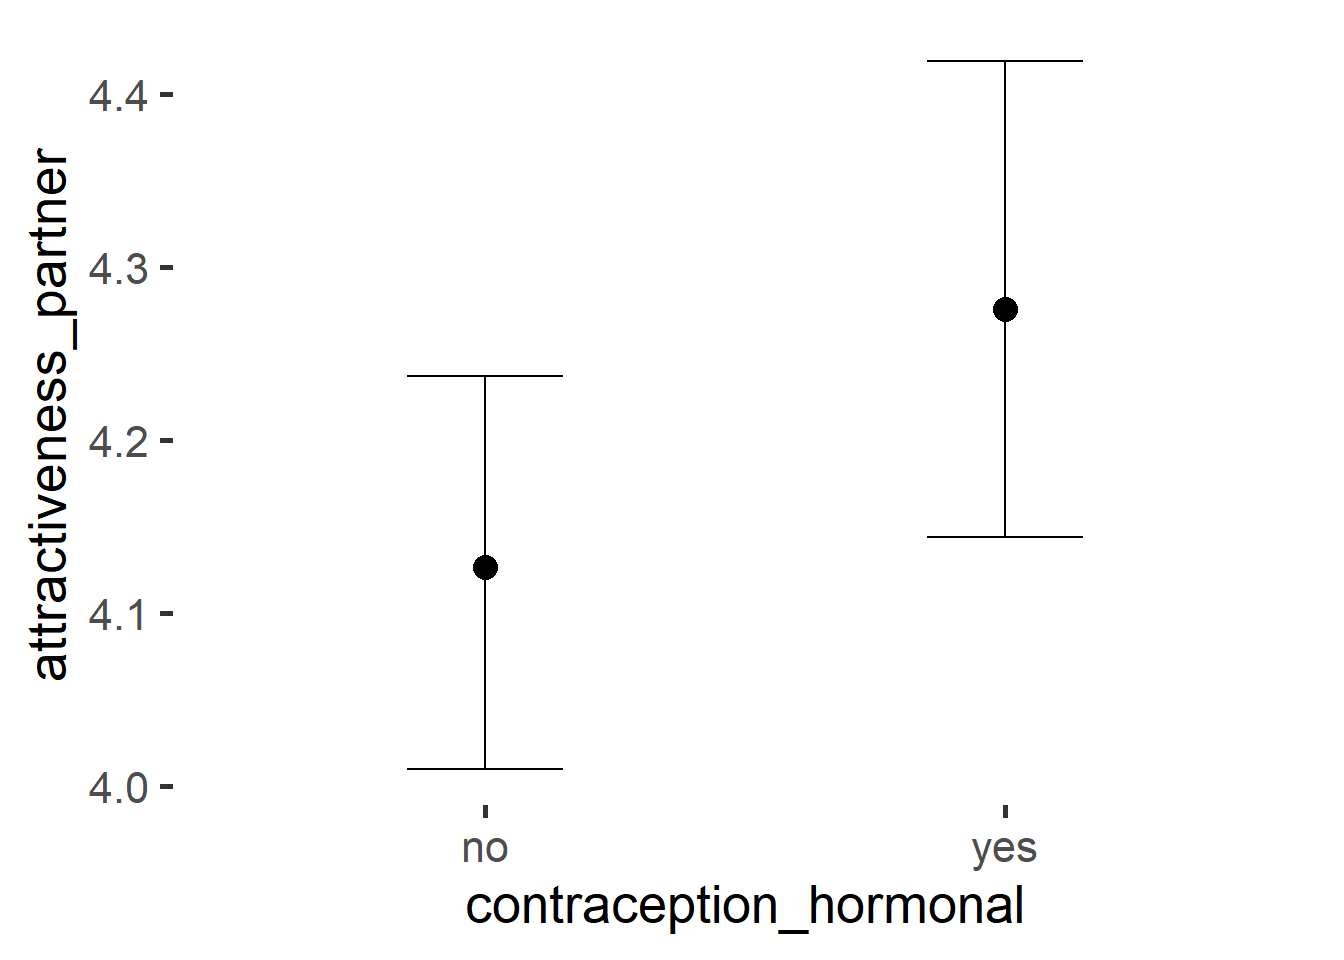 attractiveness_partner
4.4
4.3
4.2
4.1
4.0
no yes
contraception_hormonal